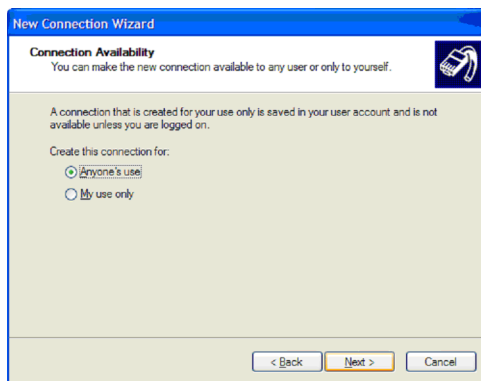 New Connection Wizard
Connection Availability
You can make the new connection available to any user or only to yourself.
A connection that is created for your use only is saved in your user account and is not
available unless you are logged on.
Create this connection for:
Anyone's use
My use only
< Back
Next >
Cancel